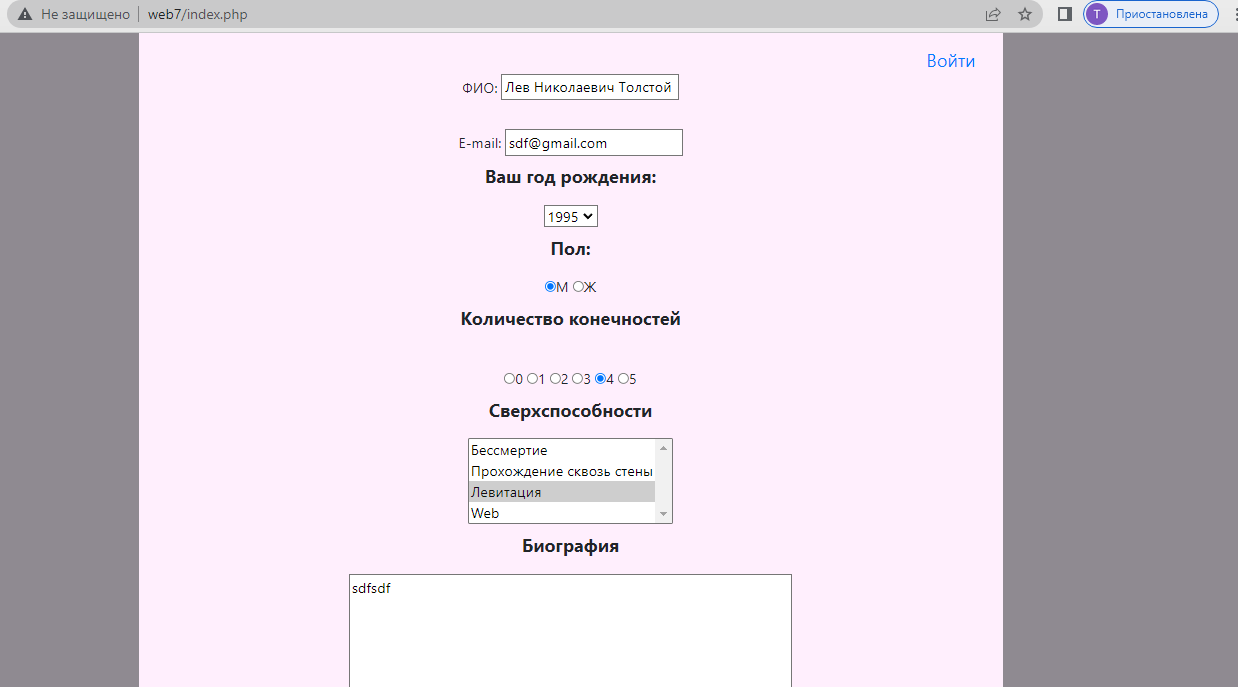 Не защищено web7/index.php Т Приостановлена
Войти
ФИО: Лев Николаевич Толстой
E-mail: sdf@gmail.com
Ваш год рождения:
1995
Пол:
М Ж
Количество конечностей
0 1 2 3 4 5
Сверхспособности
Бессмертие
Прохождение сквозь стены
Левитация
Web
Биография
sdfsdf